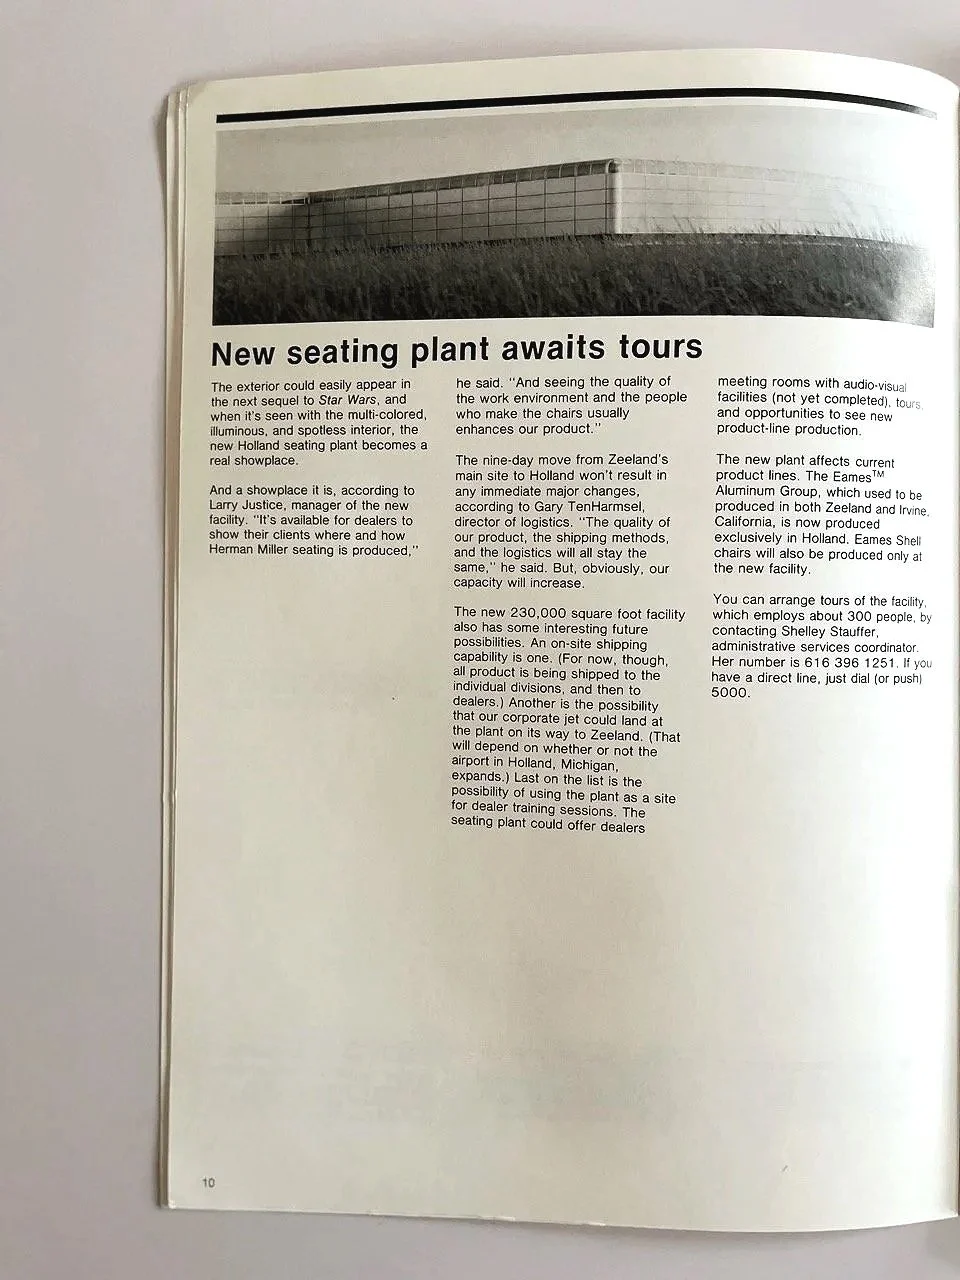 New seating plant awaits tours
The exterior could easily appear in
the next sequel to Star Wars, and
when it's seen with the multi-colored,
illuminous, and spotless interior, the
new Holland seating plant becomes a
real showplace.
And a showplace it is, according to
Larry Justice, manager of the new
facility. "It's available for dealers to
show their clients where and how
Herman Miller seating is produced,"
he said. "And seeing the quality of
the work environment and the people
who make the chairs usually
enhances our product."
The nine-day move from Zeeland's
main site to Holland won't result in
any immediate major changes,
according to Gary TenHarmsel,
director of logistics. "The quality of
our product, the shipping methods,
and the logistics will all stay the
same," he said. But, obviously, our
capacity will increase.
The new 230,000 square foot facility
also has some interesting future
possibilities. An on-site shipping
capability is one. (For now, though,
all product is being shipped to the
individual divisions, and then to
dealers.) Another is the possibility
that our corporate jet could land at
the plant on its way to Zeeland. (That
will depend on whether or not the
airport in Holland, Michigan,
expands.) Last on the list is the
possibility of using the plant as a site
for dealer training sessions. The
seating plant could offer dealers
meeting rooms with audio-visual
facilities (not yet completed), tours,
and opportunities to see new
product-line production.
The new plant affects current
product lines. The Eames™
Aluminum Group, which used to be
produced in both Zeeland and Irvine,
California, is now produced
exclusively in Holland. Eames Shell
chairs will also be produced only at
the new facility.
You can arrange tours of the facility,
which employs about 300 people, by
contacting Shelley Stauffer,
administrative services coordinator.
Her number is 616 396 1251. If you
have a direct line, just dial (or push)
5000.
10